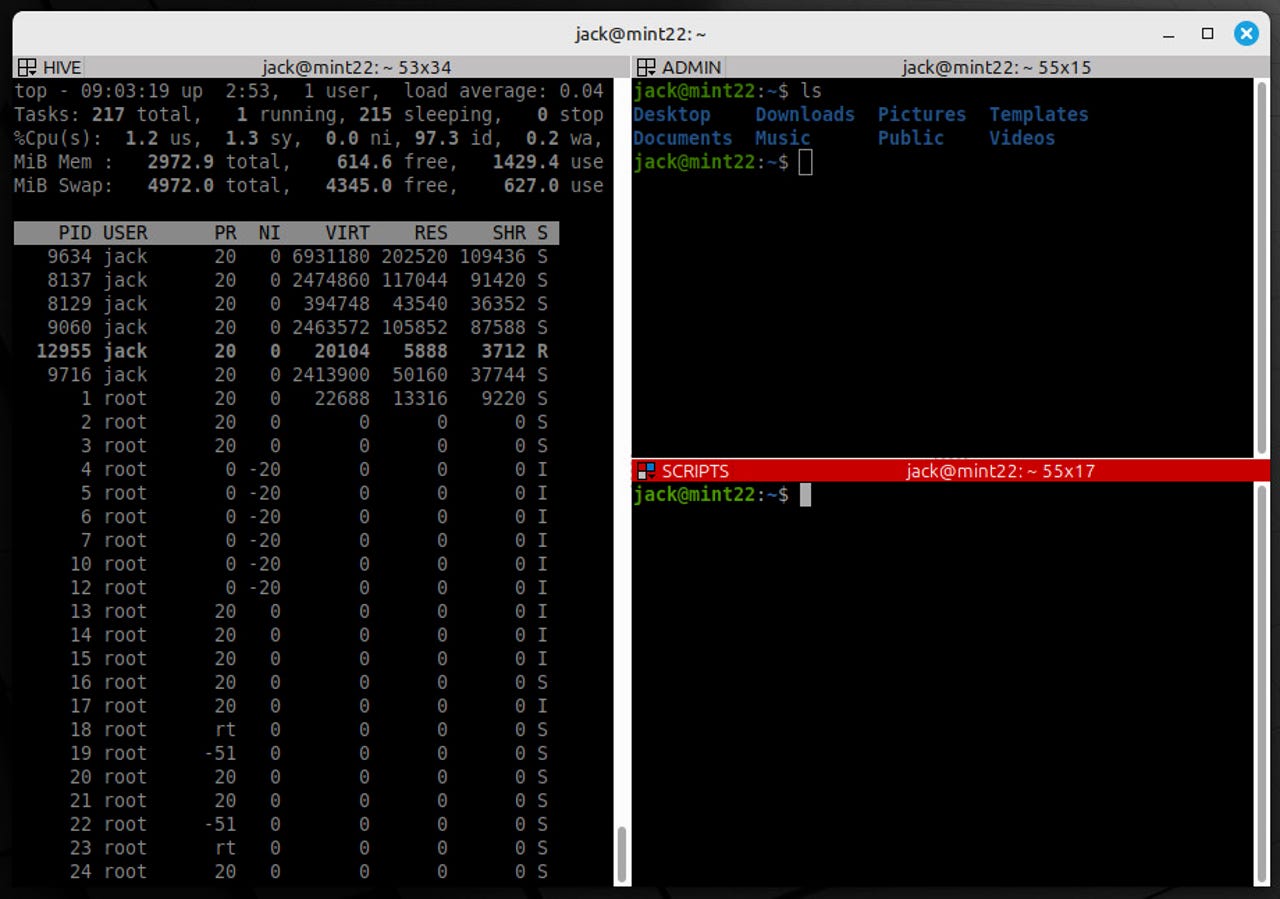 jack@mint22: ~
HIVE jack@mint22: ~ 53x34
top - 09:03:19 up  2:53,  1 user,  load average: 0.04
Tasks: 217 total,   1 running, 215 sleeping,   0 stop
%Cpu(s):  1.2 us,  1.3 sy,  0.0 ni, 97.3 id,  0.2 wa,
MiB Mem :   2972.9 total,    614.6 free,   1429.4 use
MiB Swap:   4972.0 total,   4345.0 free,    627.0 use
PID USER      PR  NI    VIRT    RES    SHR S
9634 jack      20   0 6931180 202520 109436 S
8137 jack      20   0 2474860 117044  91420 S
8129 jack      20   0  394748  43540  36352 S
9060 jack      20   0 2463572 105852  87588 S
12955 jack      20   0   20104   5888   3712 R
9716 jack      20   0 2413900  50160  37744 S
1 root      20   0   22688  13316   9220 S
2 root      20   0       0      0      0 S
3 root      20   0       0      0      0 S
4 root       0 -20       0      0      0 I
5 root       0 -20       0      0      0 I
6 root       0 -20       0      0      0 I
7 root       0 -20       0      0      0 I
10 root       0 -20       0      0      0 I
12 root       0 -20       0      0      0 I
13 root      20   0       0      0      0 I
14 root      20   0       0      0      0 I
15 root      20   0       0      0      0 I
16 root      20   0       0      0      0 S
17 root      20   0       0      0      0 I
18 root      rt   0       0      0      0 S
19 root     -51   0       0      0      0 S
20 root      20   0       0      0      0 S
21 root      20   0       0      0      0 S
22 root     -51   0       0      0      0 S
23 root      rt   0       0      0      0 S
24 root      20   0       0      0      0 S
ADMIN jack@mint22: ~ 55x15
jack@mint22:~$ ls
Desktop    Downloads  Pictures  Templates
Documents  Music      Public    Videos
jack@mint22:~$
SCRIPTS jack@mint22: ~ 55x17
jack@mint22:~$